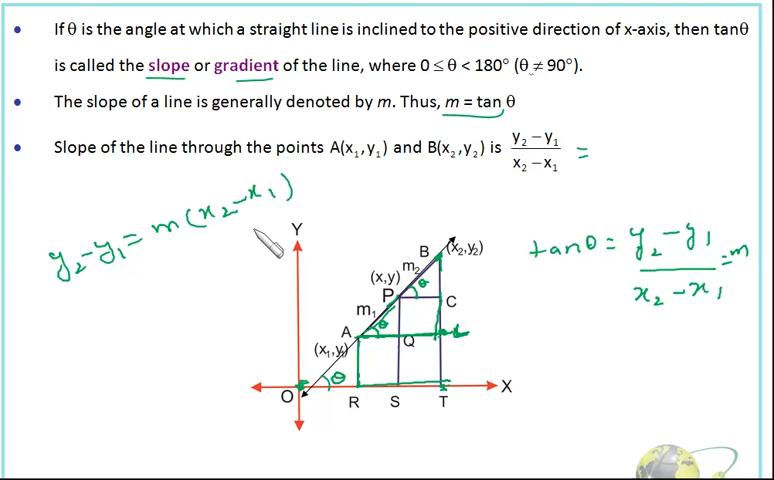 • If θ is the angle at which a straight line is inclined to the positive direction of x-axis, then tanθ
is called the slope or gradient of the line, where 0 ≤ θ < 180° (θ ≠ 90°).
• The slope of a line is generally denoted by m. Thus, m = tan θ
• Slope of the line through the points A(x₁,y₁) and B(x₂,y₂) is (y₂ – y₁)/(x₂ – x₁) =
y₂-y₁ = m(x₂-x₁)
tanθ = (y₂-y₁)/(x₂-x₁) = m
Y
B (x₂,y₂)
(x,y) m₂ θ
P C
m₁
A θ
Q
(x₁,y₁)
θ
O R S T X